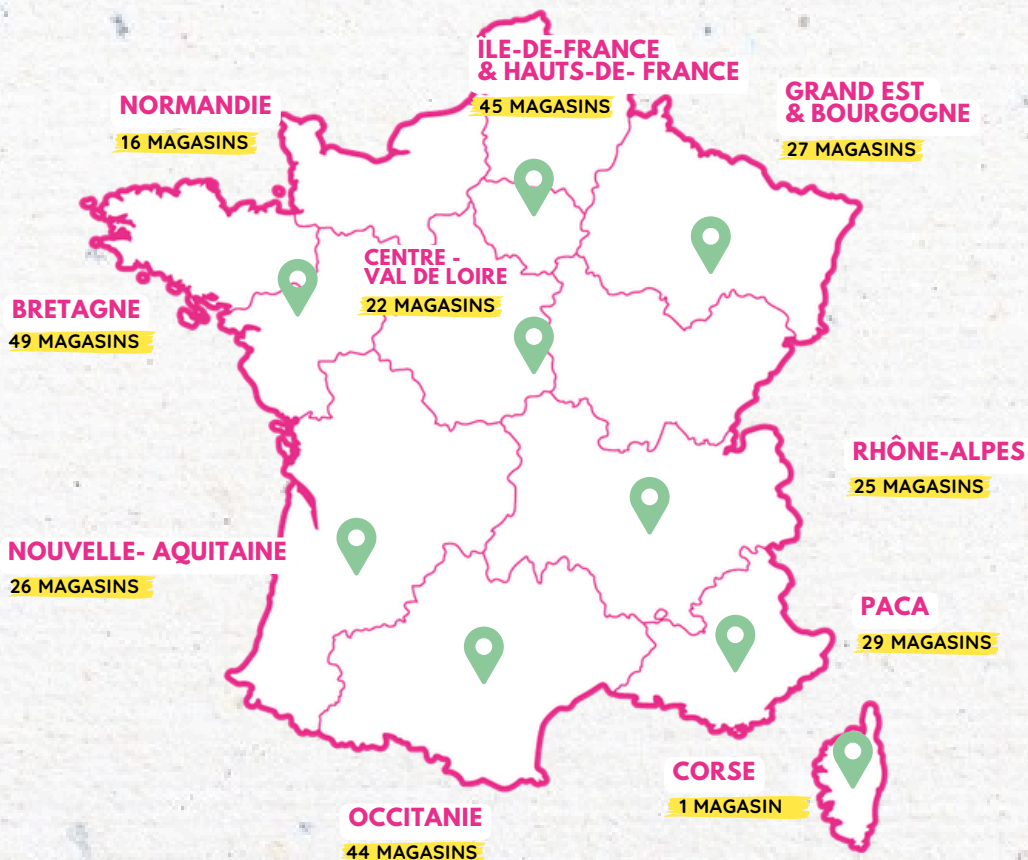 ÎLE-DE-FRANCE
& HAUTS-DE- FRANCE
45 MAGASINS
NORMANDIE
16 MAGASINS
GRAND EST
& BOURGOGNE
27 MAGASINS
CENTRE -
VAL DE LOIRE
22 MAGASINS
BRETAGNE
49 MAGASINS
RHÔNE-ALPES
25 MAGASINS
NOUVELLE- AQUITAINE
26 MAGASINS
PACA
29 MAGASINS
CORSE
1 MAGASIN
OCCITANIE
44 MAGASINS